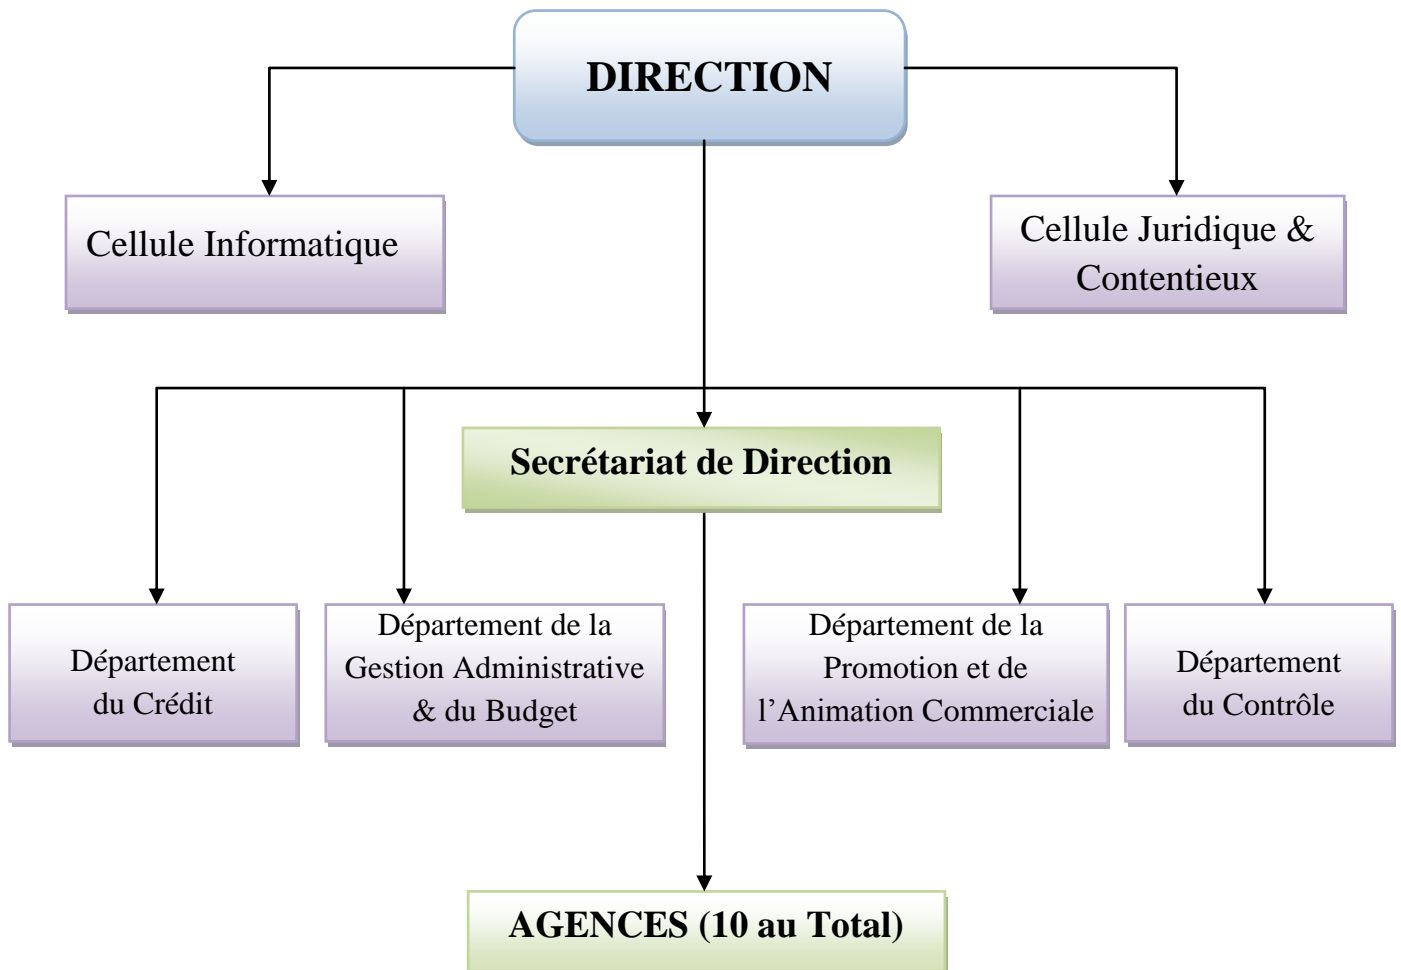 DIRECTION
Cellule Informatique
Cellule Juridique &
Contentieux
Secrétariat de Direction
Département
du Crédit
Département de la
Gestion Administrative
& du Budget
Département de la
Promotion et de
l’Animation Commerciale
Département
du Contrôle
AGENCES (10 au Total)